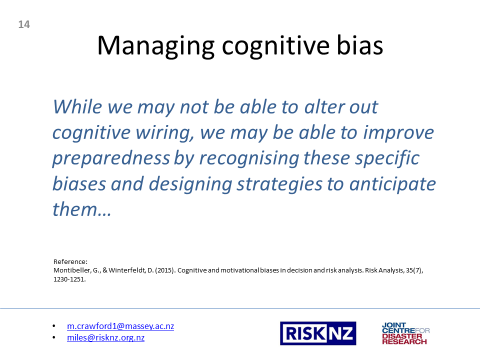 14
Managing cognitive bias
While we may not be able to alter out
cognitive wiring, we may be able to improve
preparedness by recognising these specific
biases and designing strategies to anticipate
them…
Reference:
Montibeller, G., & Winterfeldt, D. (2015). Cognitive and motivational biases in decision and risk analysis. Risk Analysis, 35(7),
1230-1251.
• m.crawford1@massey.ac.nz
• miles@risknz.org.nz
RISKNZ
JOINT
CENTREFOR
DISASTER
RESEARCH